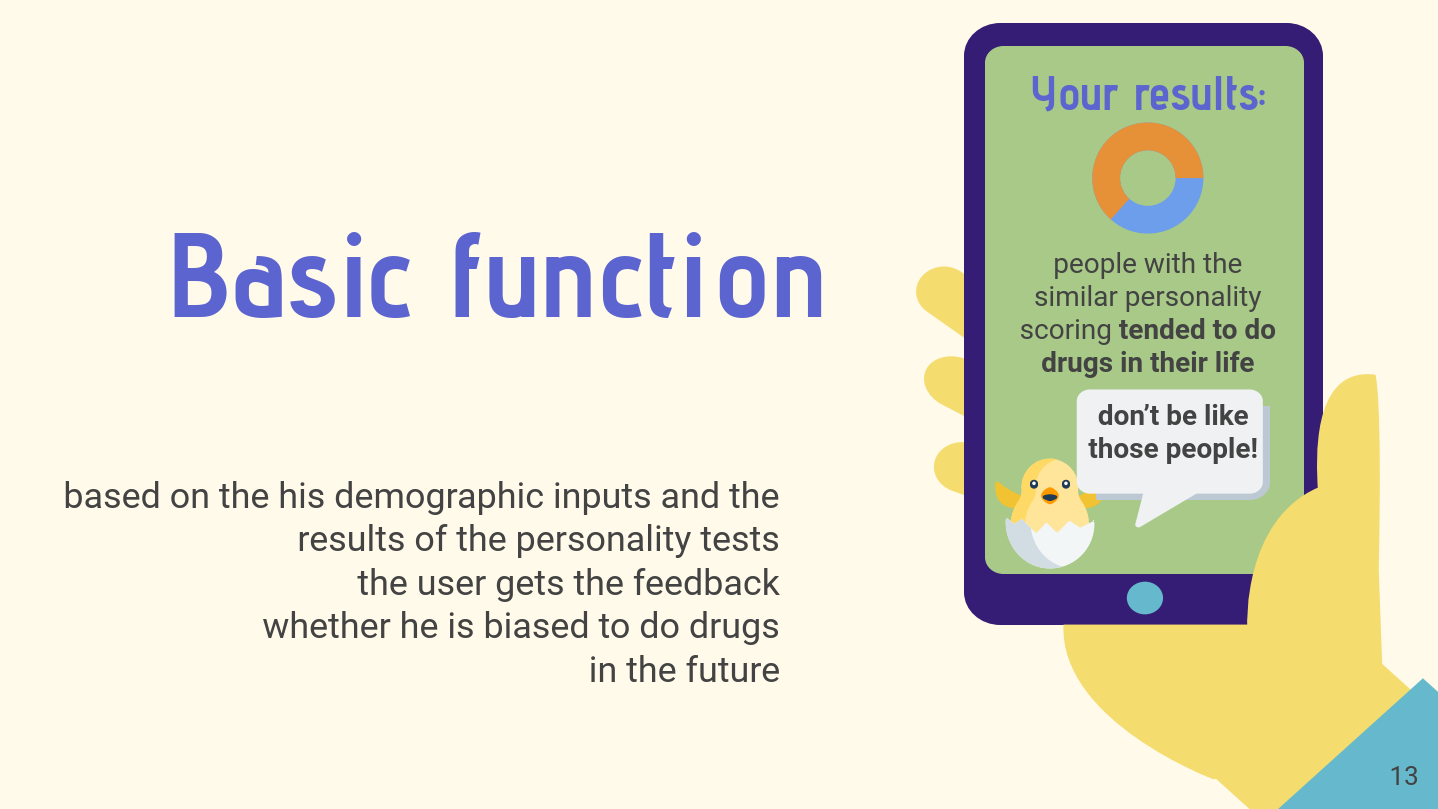 Basic function
based on the his demographic inputs and the
results of the personality tests
the user gets the feedback
whether he is biased to do drugs
in the future
Your results:
people with the
similar personality
scoring tended to do
drugs in their life
don’t be like
those people!
13